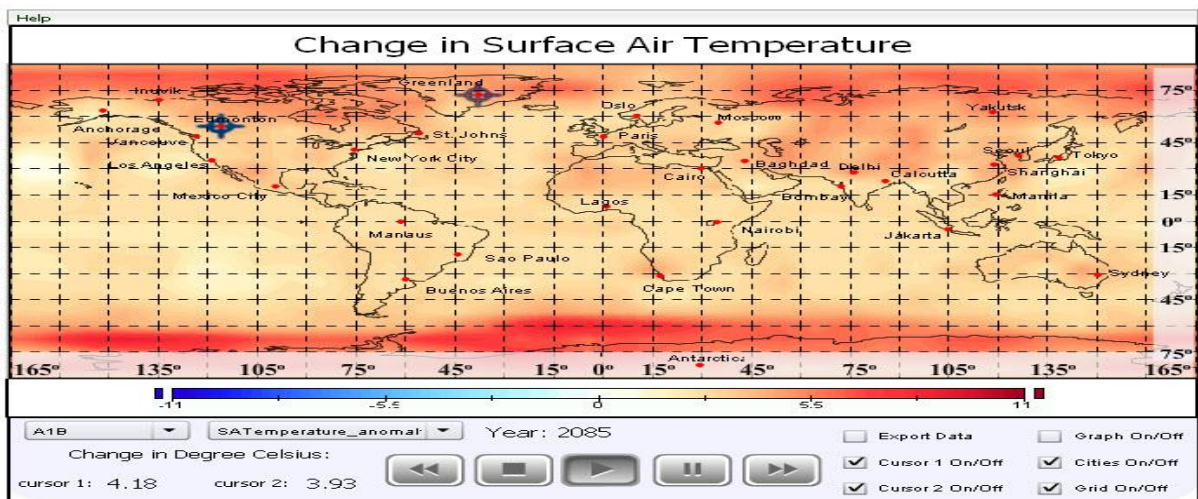 Help
Change in Surface Air Temperature
Greenland
75°
Inuvik
Oslo
Yakutsk
Edmonton
Moscow
Anchorage
St. Johns
Paris
Vancouver
45°
Seoul
New York City
Tokyo
Los Angeles
Baghdad
Delhi
Cairo
Calcutta
Shanghai
Mexico City
Bombay
Manila
15°
Lagos
0°
Manaus
Nairobi
Jakarta
15°
Sao Paulo
Sydney
Buenos Aires
Cape Town
-45°
Antarctic
75°
165° 135° 105° 75° 45° 15° 0° 15° 45° 75° 105° 135° 165°
-11 -5.5 0 5.5 11
A1B SATemperature_anomal Year: 2085
Export Data Graph On/Off
Change in Degree Celsius:
Cursor 1 On/Off Cities On/Off
cursor 1: 4.18 cursor 2: 3.93
Cursor 2 On/Off Grid On/Off